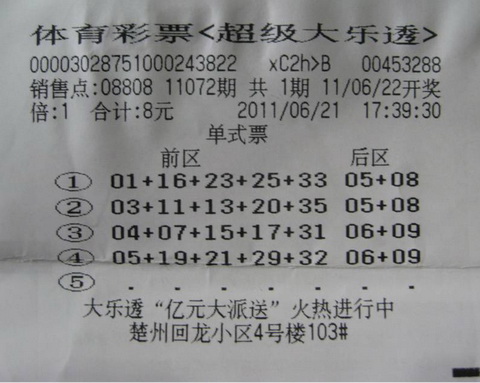 体育彩票<超级大乐透>
00003028751000243822 xC2h>B 00453288
销售点:08808 11072期 共 1期 11/06/22开奖
倍:1 合计:8元 2011/06/21 17:39:30
单式票
前区 后区
① 01+16+23+25+33 05+08
② 03+11+13+20+35 05+08
③ 04+07+15+17+31 06+09
④ 05+19+21+29+32 06+09
⑤ . . . . . . .
大乐透“亿元大派送”火热进行中
楚州回龙小区4号楼103#